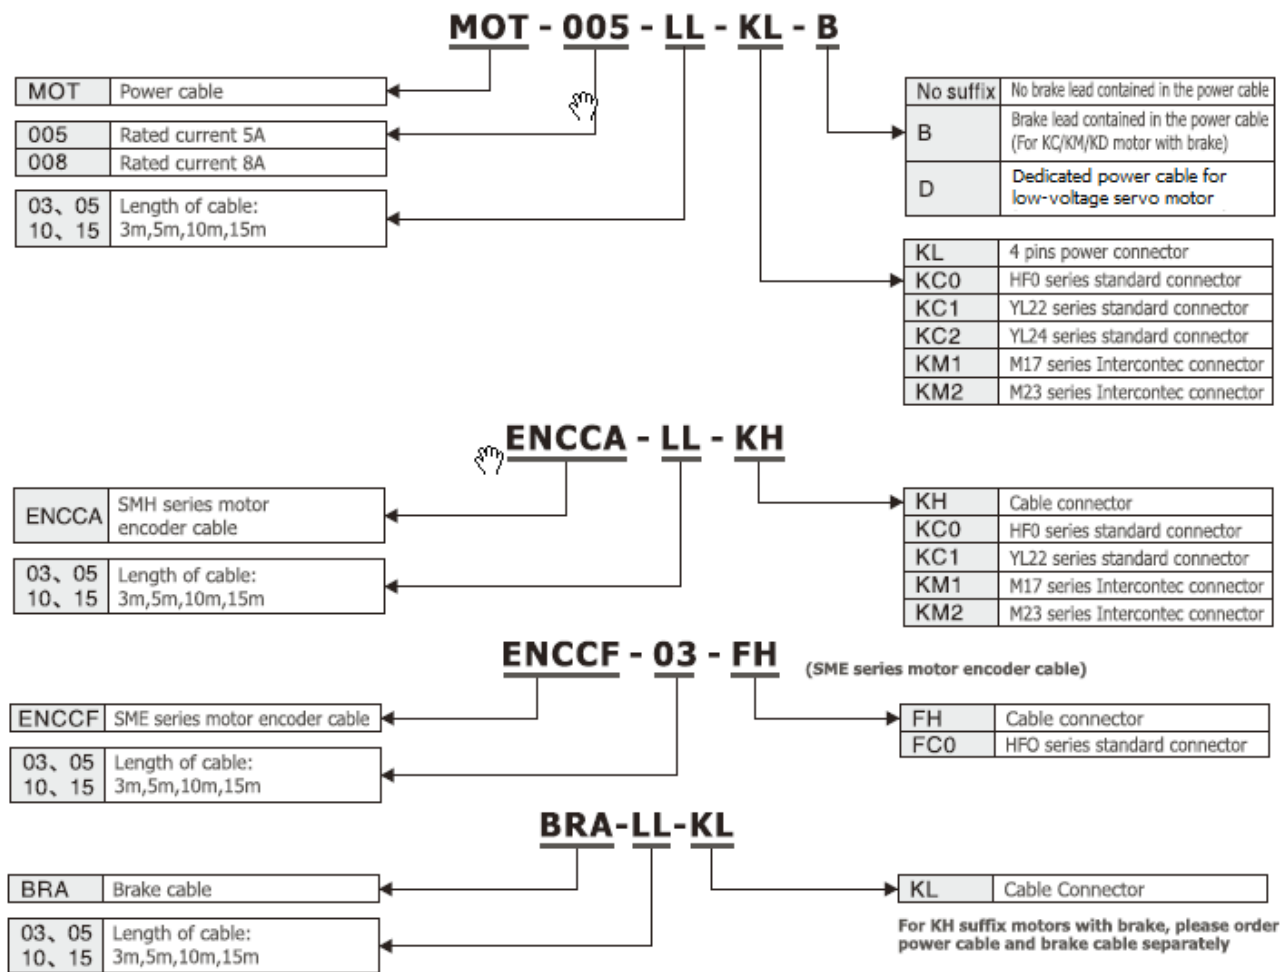 MOT - 005 - LL - KL - B
MOT Power cable
005 Rated current 5A
008 Rated current 8A
03、05 Length of cable:
10、15 3m,5m,10m,15m
No suffix No brake lead contained in the power cable
B Brake lead contained in the power cable
(For KC/KM/KD motor with brake)
D Dedicated power cable for
low-voltage servo motor
KL 4 pins power connector
KC0 HF0 series standard connector
KC1 YL22 series standard connector
KC2 YL24 series standard connector
KM1 M17 series Intercontec connector
KM2 M23 series Intercontec connector
ENCCA - LL - KH
ENCCA SMH series motor
encoder cable
03、05 Length of cable:
10、15 3m,5m,10m,15m
KH Cable connector
KC0 HF0 series standard connector
KC1 YL22 series standard connector
KM1 M17 series Intercontec connector
KM2 M23 series Intercontec connector
ENCCF - 03 - FH (SME series motor encoder cable)
ENCCF SME series motor encoder cable
03、05 Length of cable:
10、15 3m,5m,10m,15m
FH Cable connector
FC0 HFO series standard connector
BRA-LL-KL
BRA Brake cable
03、05 Length of cable:
10、15 3m,5m,10m,15m
KL Cable Connector
For KH suffix motors with brake, please order
power cable and brake cable separately